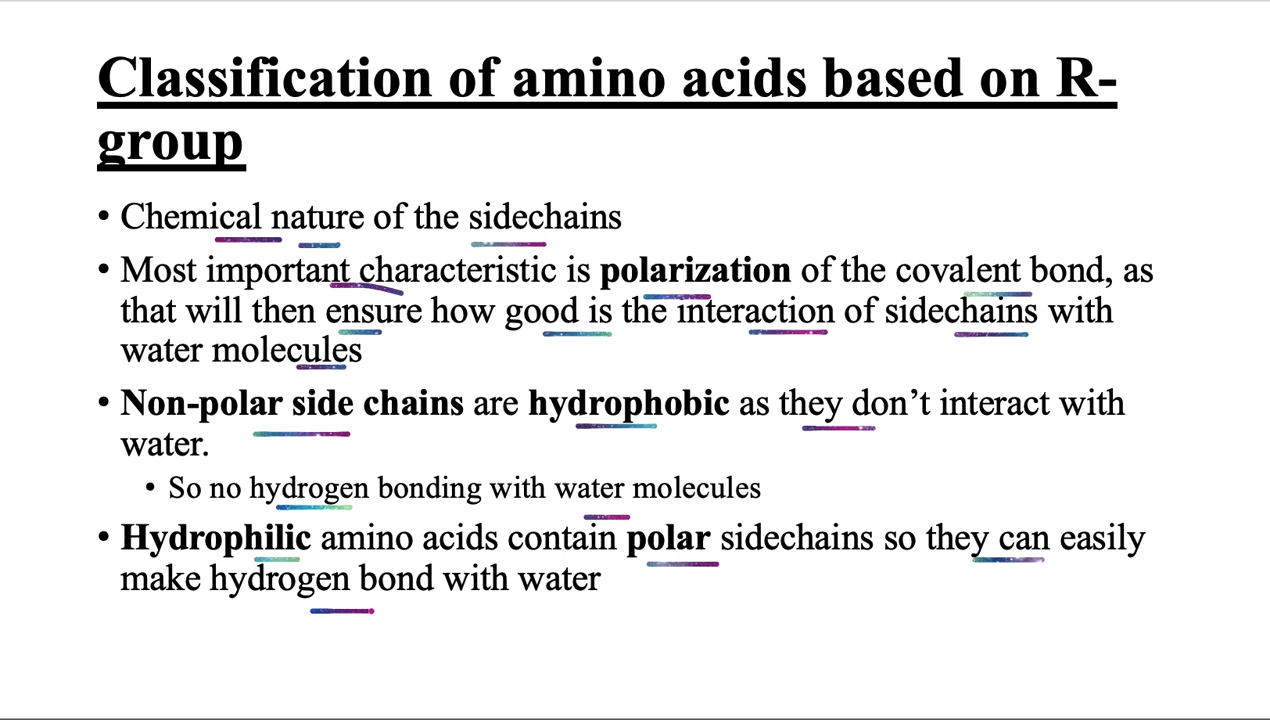 Classification of amino acids based on R-
group
• Chemical nature of the sidechains
• Most important characteristic is polarization of the covalent bond, as
that will then ensure how good is the interaction of sidechains with
water molecules
• Non-polar side chains are hydrophobic as they don’t interact with
water.
• So no hydrogen bonding with water molecules
• Hydrophilic amino acids contain polar sidechains so they can easily
make hydrogen bond with water